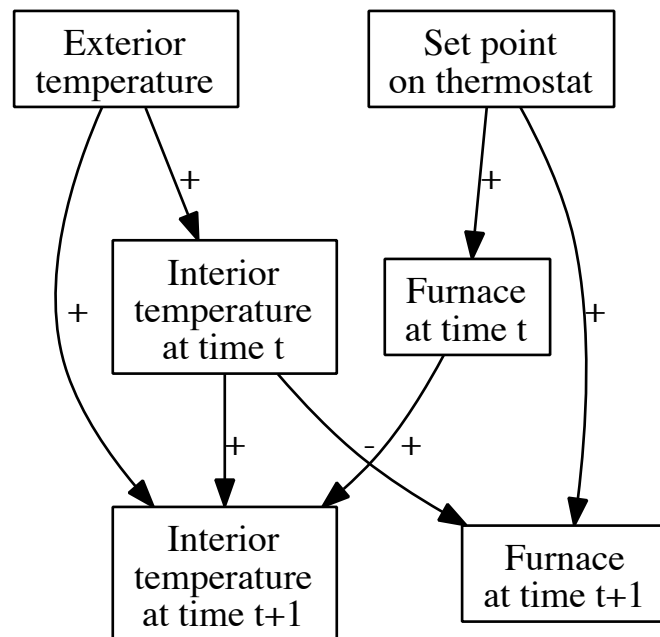 Exterior
temperature
Set point
on thermostat
+
+
Interior
temperature
at time t
Furnace
at time t
+
+
+
-
+
Interior
temperature
at time t+1
Furnace
at time t+1